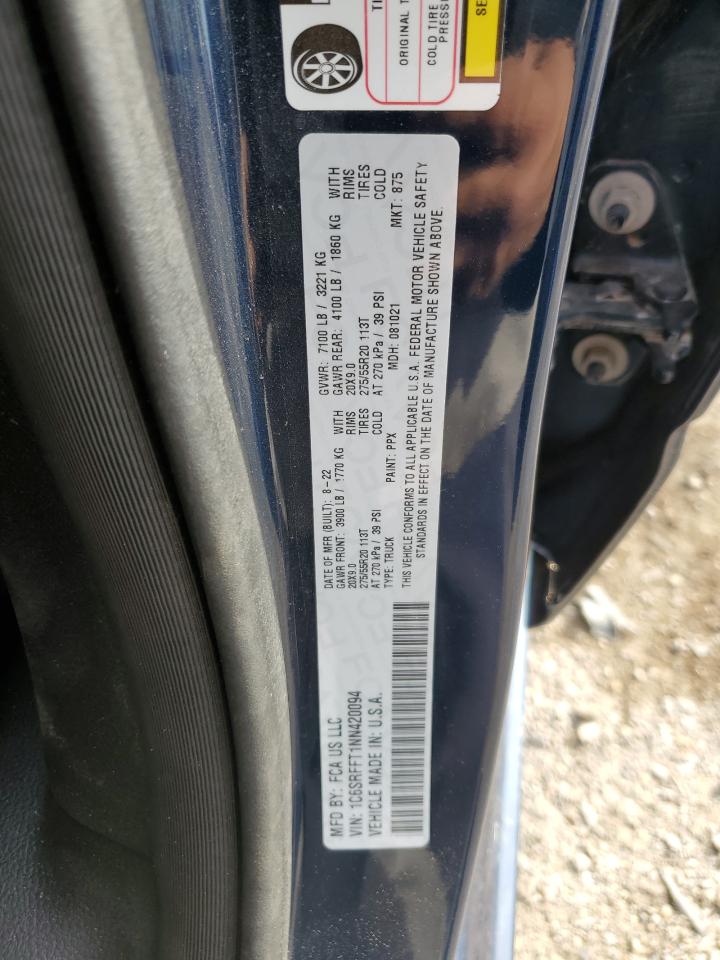 TI
ORIGINAL T
COLD TIRE
PRESS
SE
MFD BY: FCA US LLC
DATE OF MFR (BUILT): 8-22
GVWR: 7100 LB / 3221 KG
VIN: 1C6SRFFT1NN420094
GAWR FRONT: 3900 LB / 1770 KG WITH
GAWR REAR: 4100 LB / 1860 KG WITH
20X9.0 RIMS
20X9.0 RIMS
VEHICLE MADE IN: U.S.A.
275/55R20 113T TIRES
275/55R20 113T TIRES
AT 270 kPa / 39 PSI COLD
AT 270 kPa / 39 PSI COLD
TYPE: TRUCK PAINT: PPX MDH: 081021 MKT: 875
THIS VEHICLE CONFORMS TO ALL APPLICABLE U.S.A. FEDERAL MOTOR VEHICLE SAFETY
STANDARDS IN EFFECT ON THE DATE OF MANUFACTURE SHOWN ABOVE.